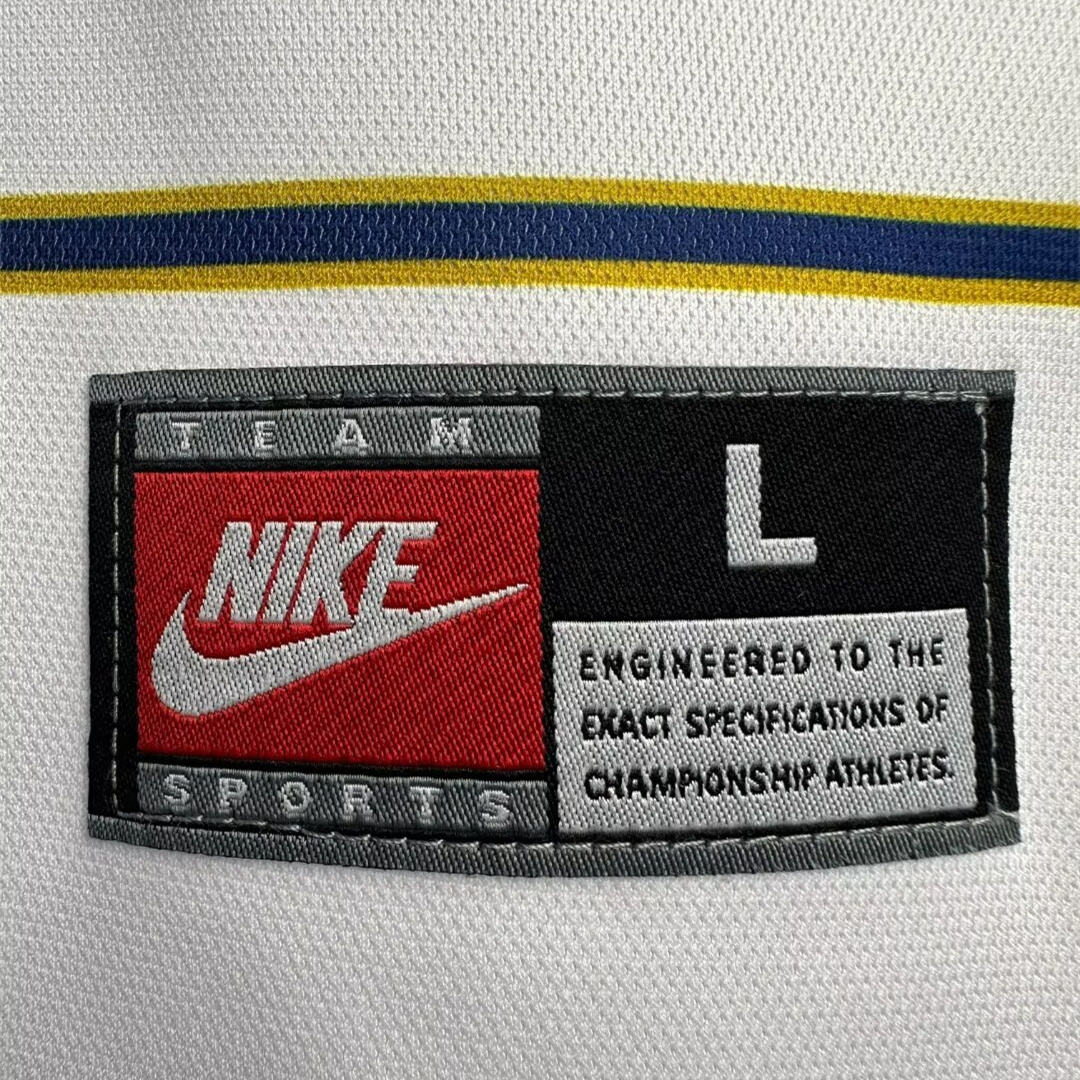 TEAM
NIKE
SPORTS
L
ENGINEERED TO THE
EXACT SPECIFICATIONS OF
CHAMPIONSHIP ATHLETES.